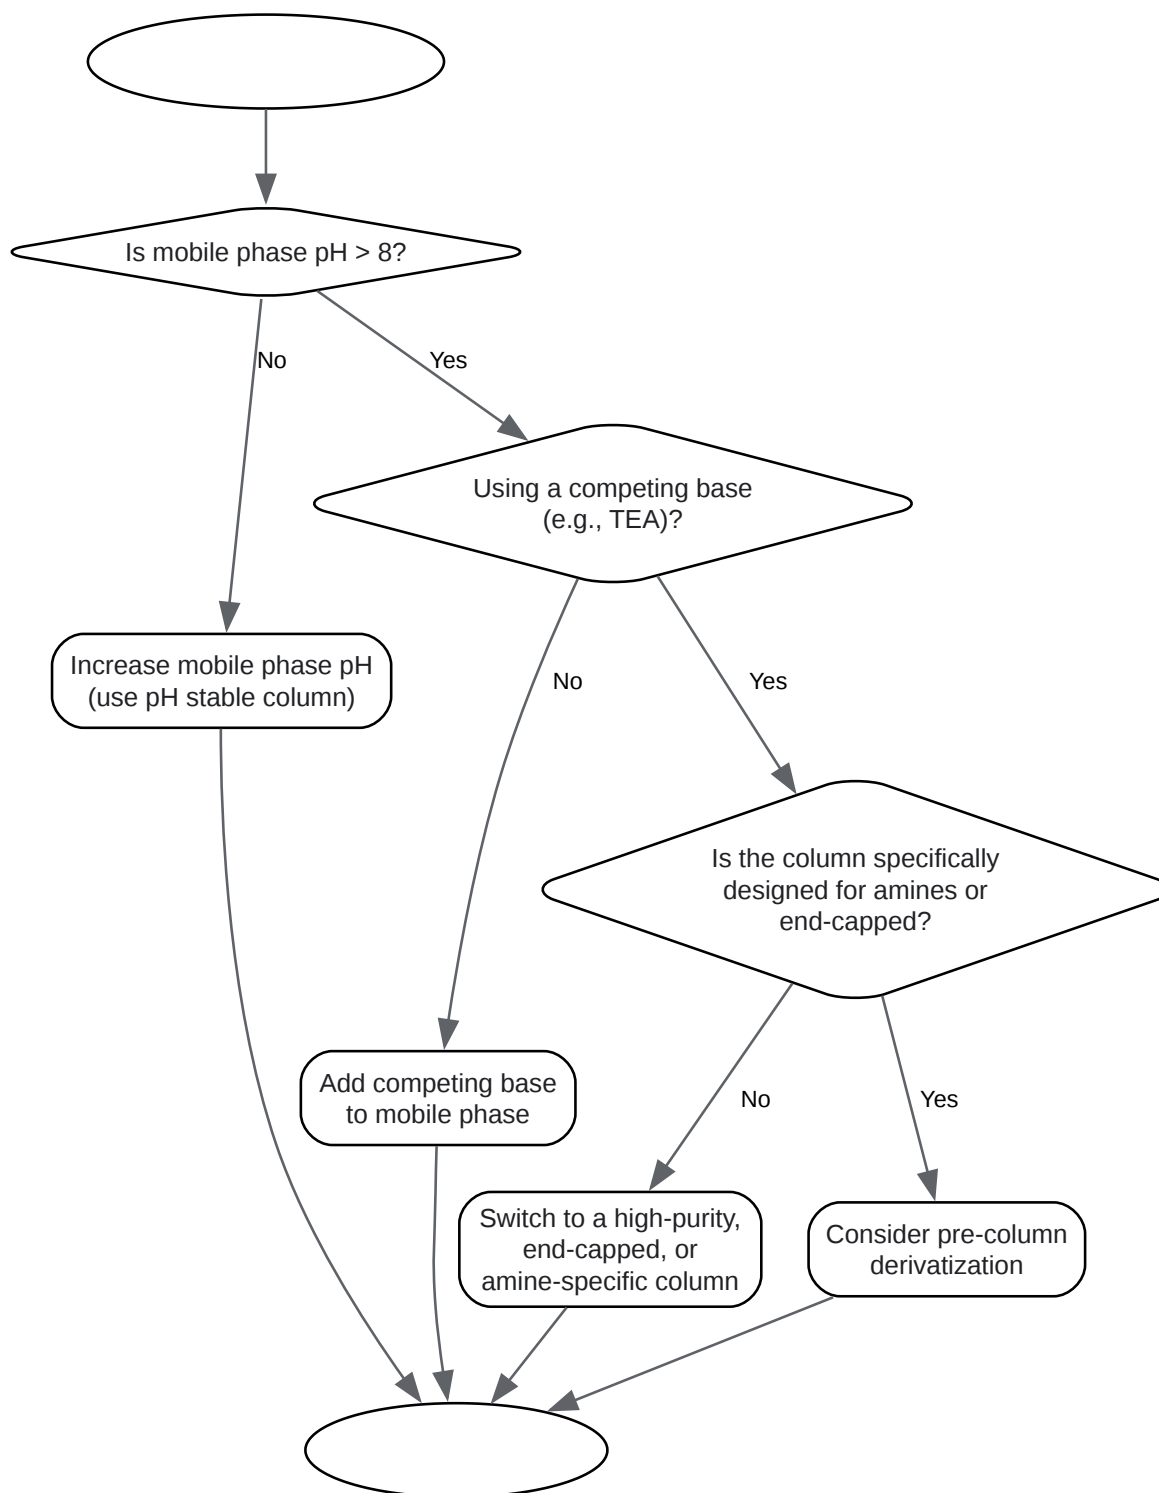 Is mobile phase pH > 8?
No
Yes
Using a competing base
(e.g., TEA)?
Increase mobile phase pH
(use pH stable column)
No
Yes
Is the column specifically
designed for amines or
end-capped?
Add competing base
to mobile phase
No
Yes
Switch to a high-purity,
end-capped, or
amine-specific column
Consider pre-column
derivatization